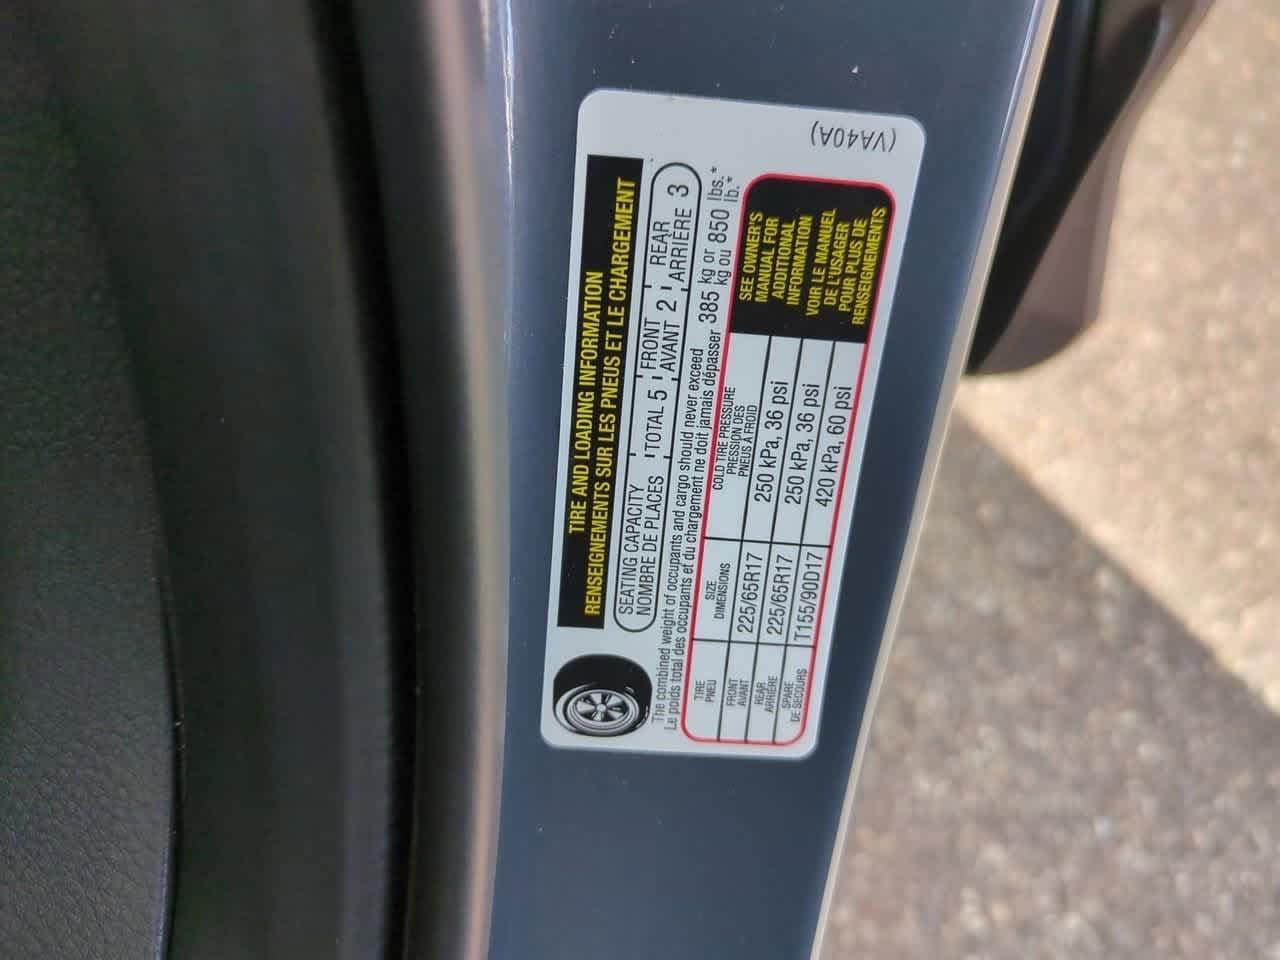 TIRE AND LOADING INFORMATION
RENSEIGNEMENTS SUR LES PNEUS ET LE CHARGEMENT
SEATING CAPACITY
NOMBRE DE PLACES
TOTAL 5
FRONT
AVANT 2
REAR
ARRIÈRE 3
The combined weight of occupants and cargo should never exceed
Le poids total des occupants et du chargement ne doit jamais dépasser
385 kg or 850 lbs.*
kg ou lb.*
TIRE
PNEU
SIZE
DIMENSIONS
COLD TIRE PRESSURE
PRESSION DES
PNEUS À FROID
FRONT
AVANT
225/65R17
250 kPa, 36 psi
REAR
ARRIÈRE
225/65R17
250 kPa, 36 psi
SPARE
DE SECOURS
T155/90D17
420 kPa, 60 psi
SEE OWNER'S
MANUAL FOR
ADDITIONAL
INFORMATION
VOIR LE MANUEL
DE L'USAGER
POUR PLUS DE
RENSEIGNEMENTS
(VA40A)